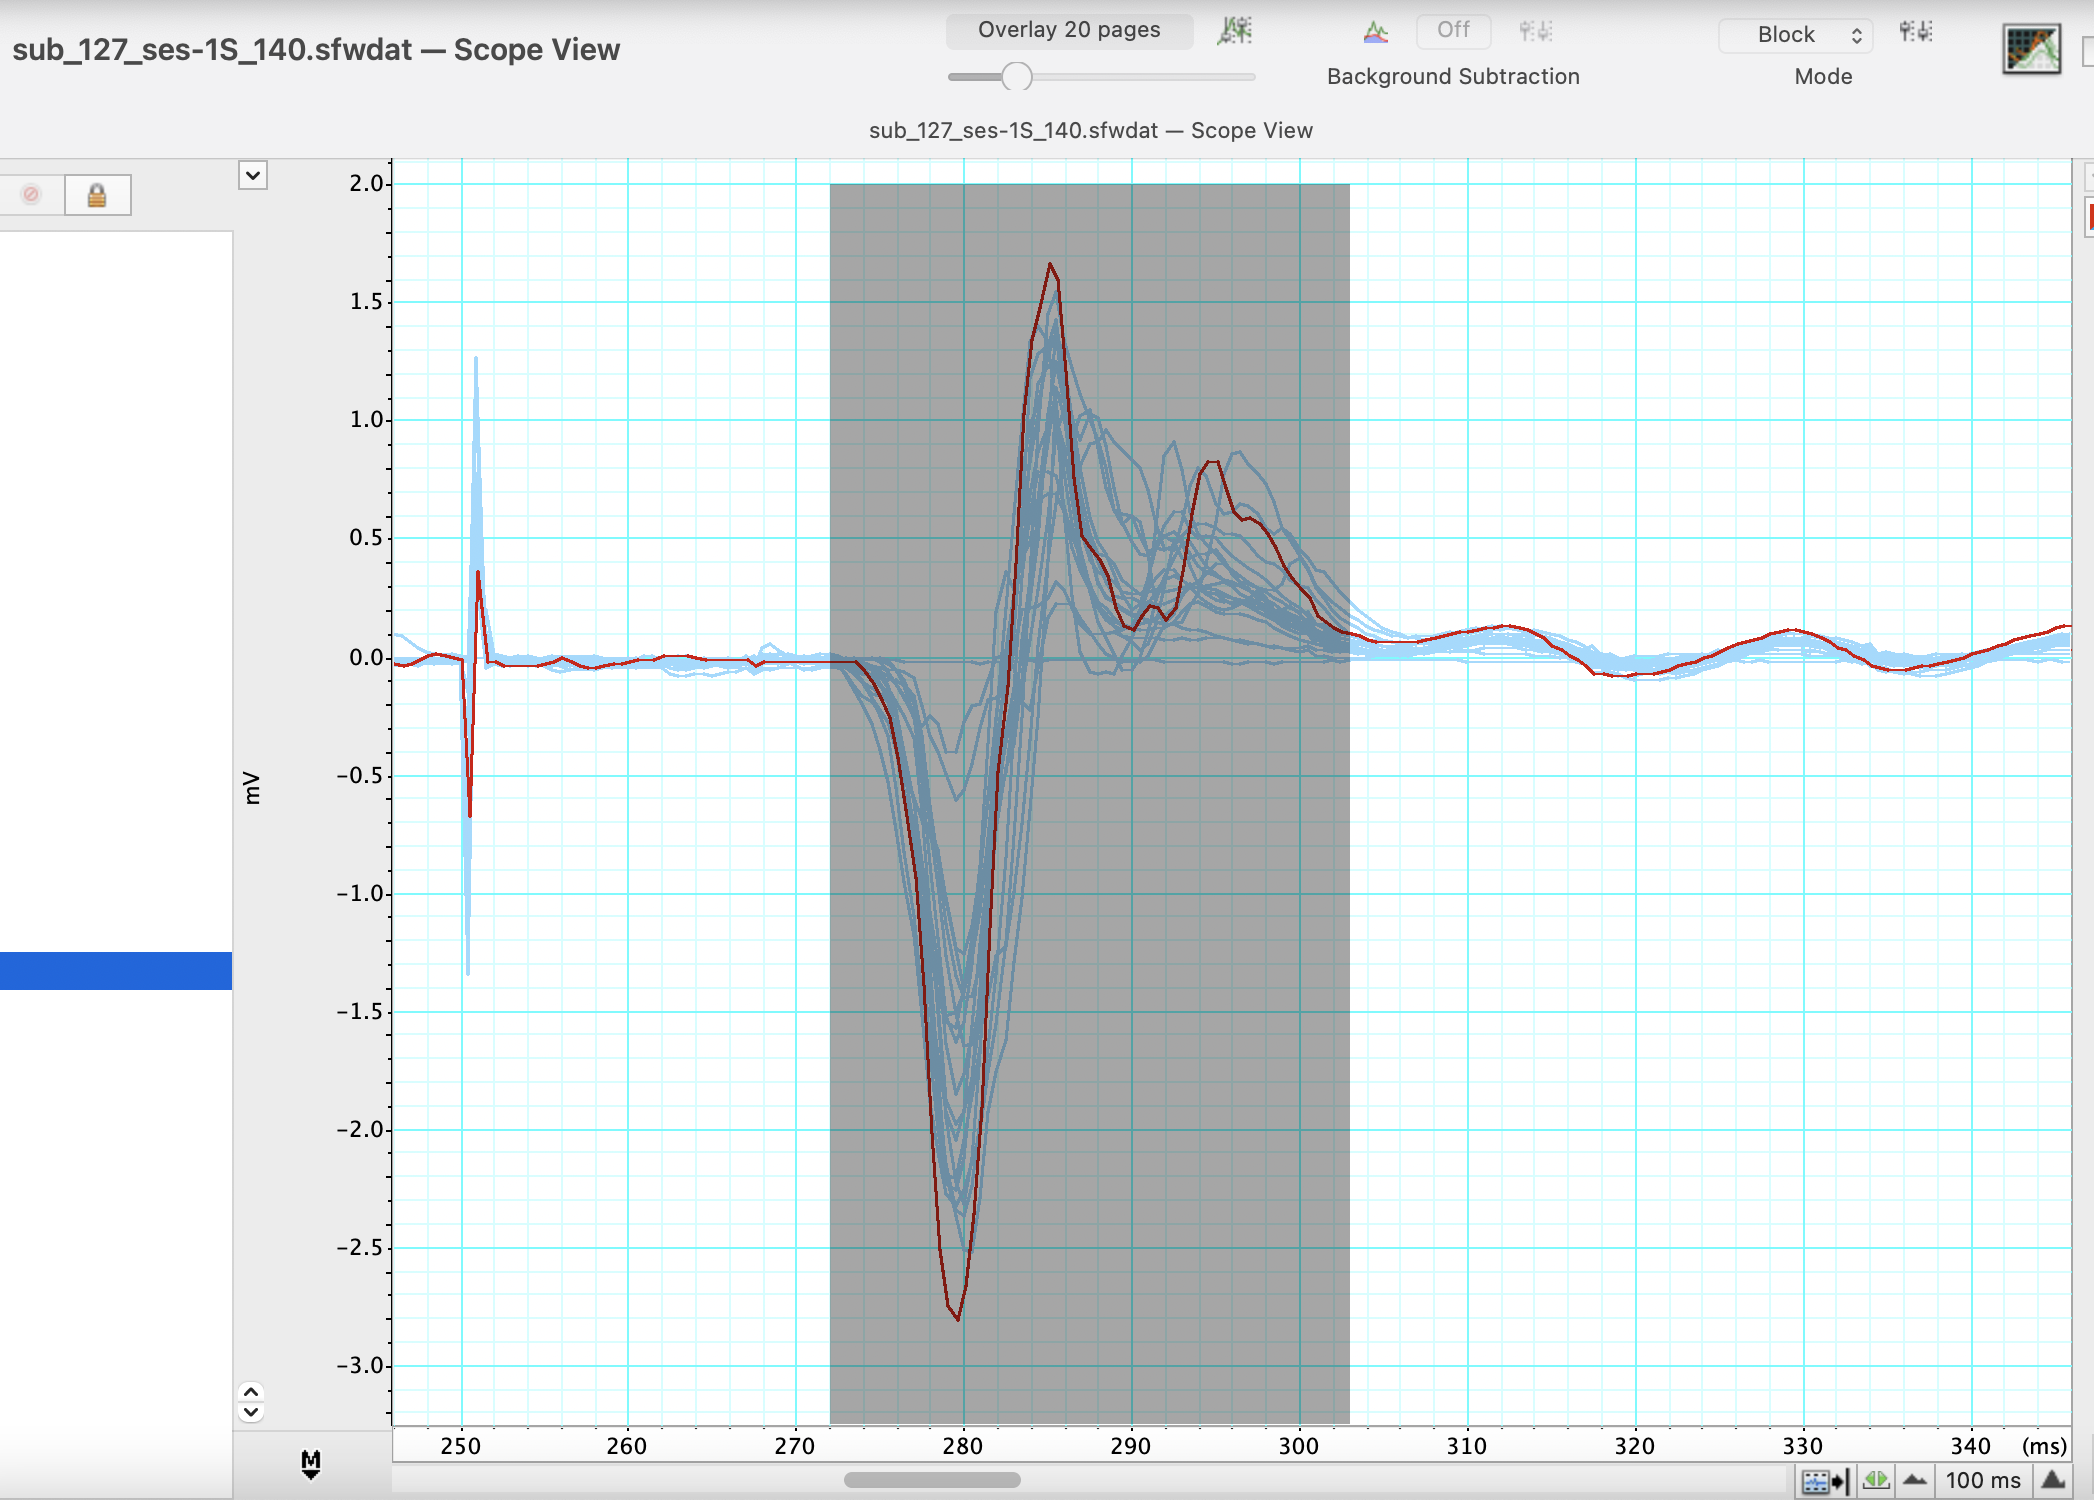 sub_127_ses-1S_140.sfwdat — Scope View
Overlay 20 pages
Off
Block
Background Subtraction
Mode
sub_127_ses-1S_140.sfwdat — Scope View
2.0
1.5
1.0
0.5
0.0
−0.5
−1.0
−1.5
−2.0
−2.5
−3.0
mV
250 260 270 280 290 300 310 320 330 340 (ms)
M
100 ms